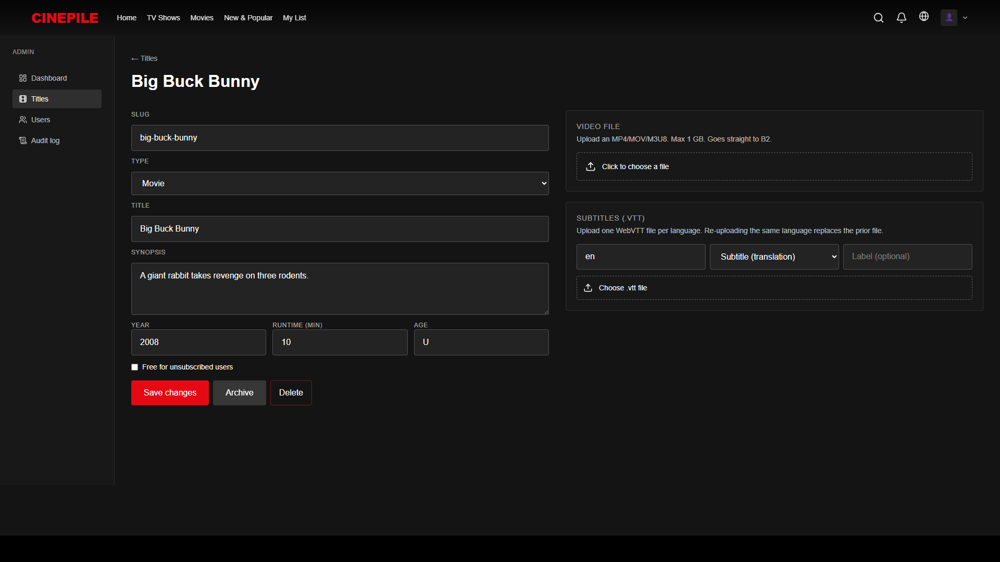 CINEPILE
Home TV Shows Movies New & Popular My List
ADMIN
Dashboard
Titles
Users
Audit log
← Titles
Big Buck Bunny
SLUG
big-buck-bunny
TYPE
Movie
TITLE
Big Buck Bunny
SYNOPSIS
A giant rabbit takes revenge on three rodents.
YEAR RUNTIME (MIN) AGE
2008 10 U
Free for unsubscribed users
Save changes Archive Delete
VIDEO FILE
Upload an MP4/MOV/M3U8. Max 1 GB. Goes straight to B2.
Click to choose a file
SUBTITLES (.VTT)
Upload one WebVTT file per language. Re-uploading the same language replaces the prior file.
en Subtitle (translation) Label (optional)
Choose .vtt file